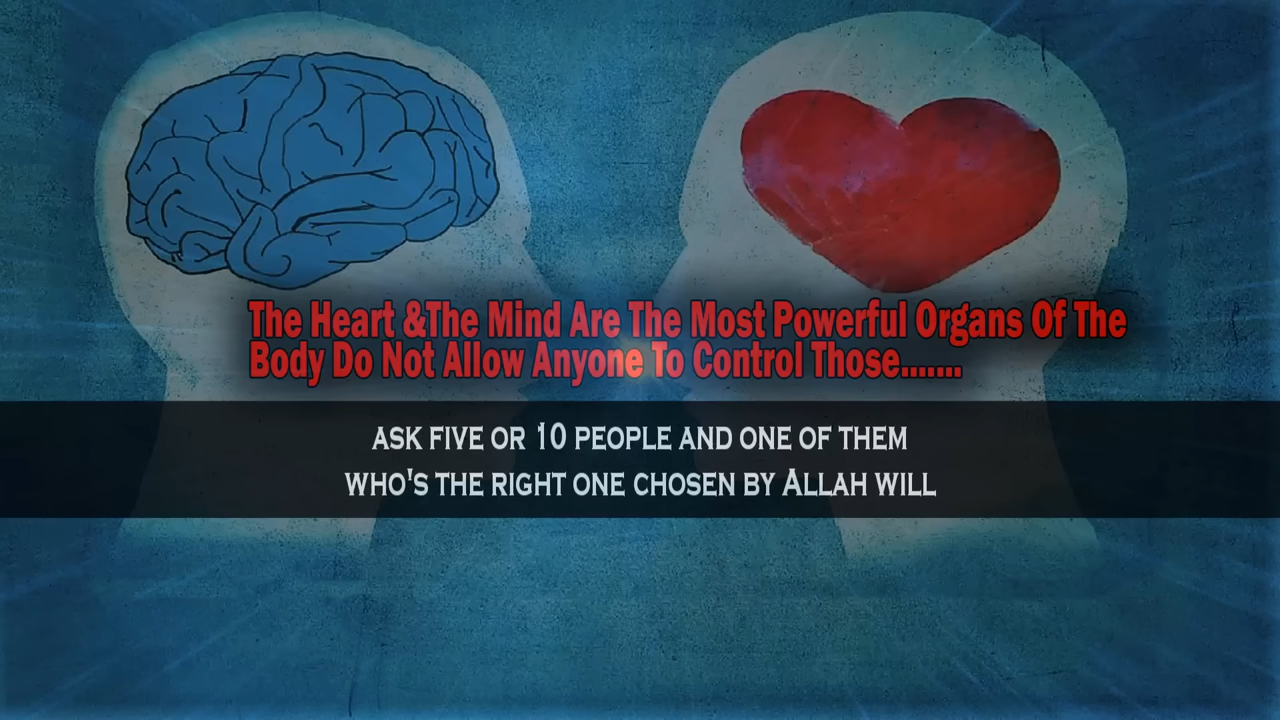 The Heart &The Mind Are The Most Powerful Organs Of The
Body Do Not Allow Anyone To Control Those.......
ASK FIVE OR 10 PEOPLE AND ONE OF THEM
WHO'S THE RIGHT ONE CHOSEN BY ALLAH WILL